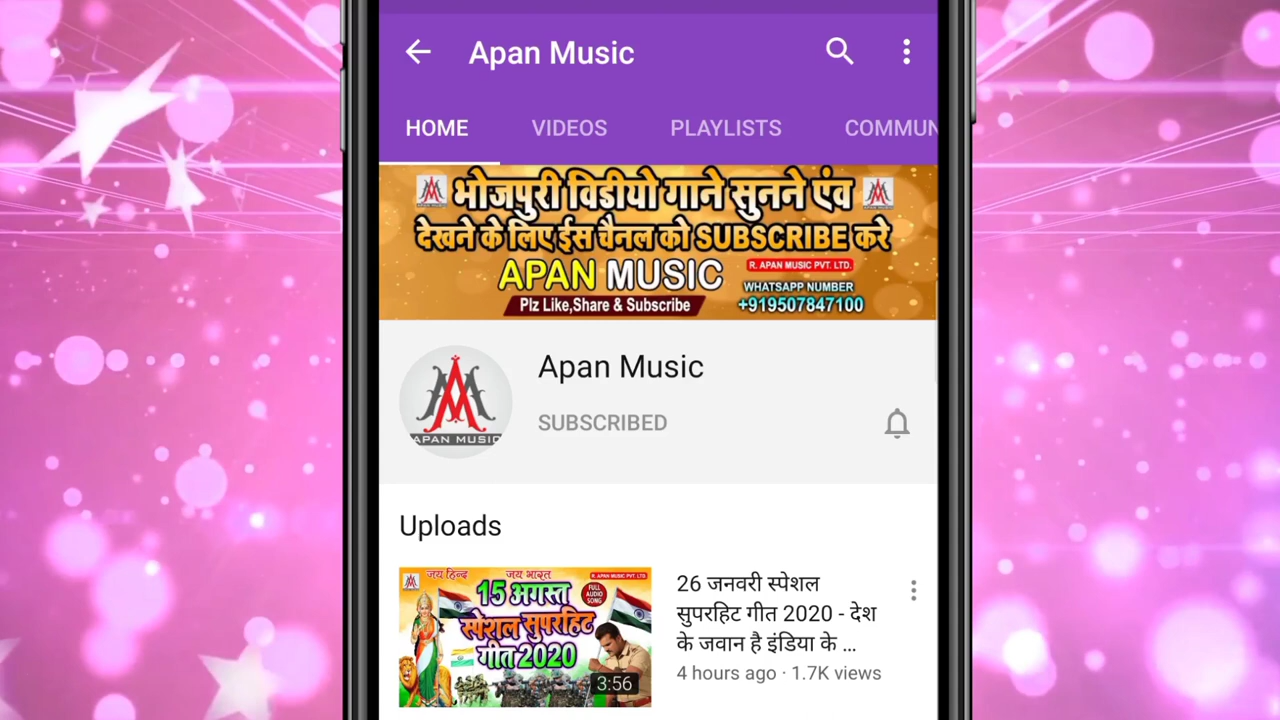 Apan Music
HOME VIDEOS PLAYLISTS COMMUN
भोजपुरी विडीयो गाने सुनने एंव
देखने के लिए ईस चैनल को SUBSCRIBE करे
APAN MUSIC
R. APAN MUSIC PVT. LTD.
Plz Like,Share & Subscribe
WHATSAPP NUMBER
+919507847100
Apan Music
SUBSCRIBED
APAN MUSIC
Uploads
जय हिन्द जय भारत
R. APAN MUSIC PVT. LTD
15 अगस्त
FULL
AUDIO
SONG
स्पेशल सुपरहिट
गीत 2020
3:56
26 जनवरी स्पेशल
सुपरहिट गीत 2020 - देश
के जवान है इंडिया के ...
4 hours ago · 1.7K views